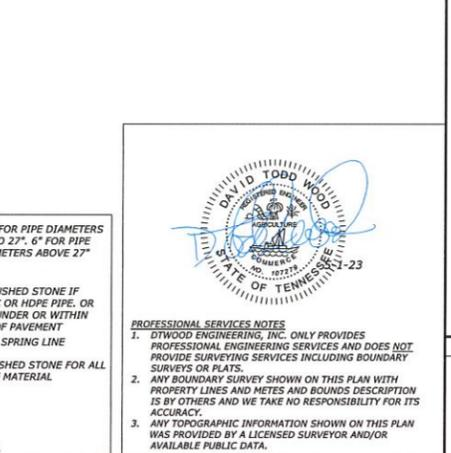 DAVID TODD WOOD
REGISTERED ENGINEER
AGRICULTURE
COMMERCE
NO. 107276
STATE OF TENNESSEE
-1-23
FOR PIPE DIAMETERS
27". 6" FOR PIPE
METERS ABOVE 27"
SHED STONE IF
OR HDPE PIPE. OR
UNDER OR WITHIN
OF PAVEMENT
SPRING LINE
SHED STONE FOR ALL
MATERIAL
PROFESSIONAL SERVICES NOTES
1. DTWOOD ENGINEERING, INC. ONLY PROVIDES
PROFESSIONAL ENGINEERING SERVICES AND DOES NOT
PROVIDE SURVEYING SERVICES INCLUDING BOUNDARY
SURVEYS OR PLATS.
2. ANY BOUNDARY SURVEY SHOWN ON THIS PLAN WITH
PROPERTY LINES AND METES AND BOUNDS DESCRIPTION
IS BY OTHERS AND WE TAKE NO RESPONSIBILITY FOR ITS
ACCURACY.
3. ANY TOPOGRAPHIC INFORMATION SHOWN ON THIS PLAN
WAS PROVIDED BY A LICENSED SURVEYOR AND/OR
AVAILABLE PUBLIC DATA.